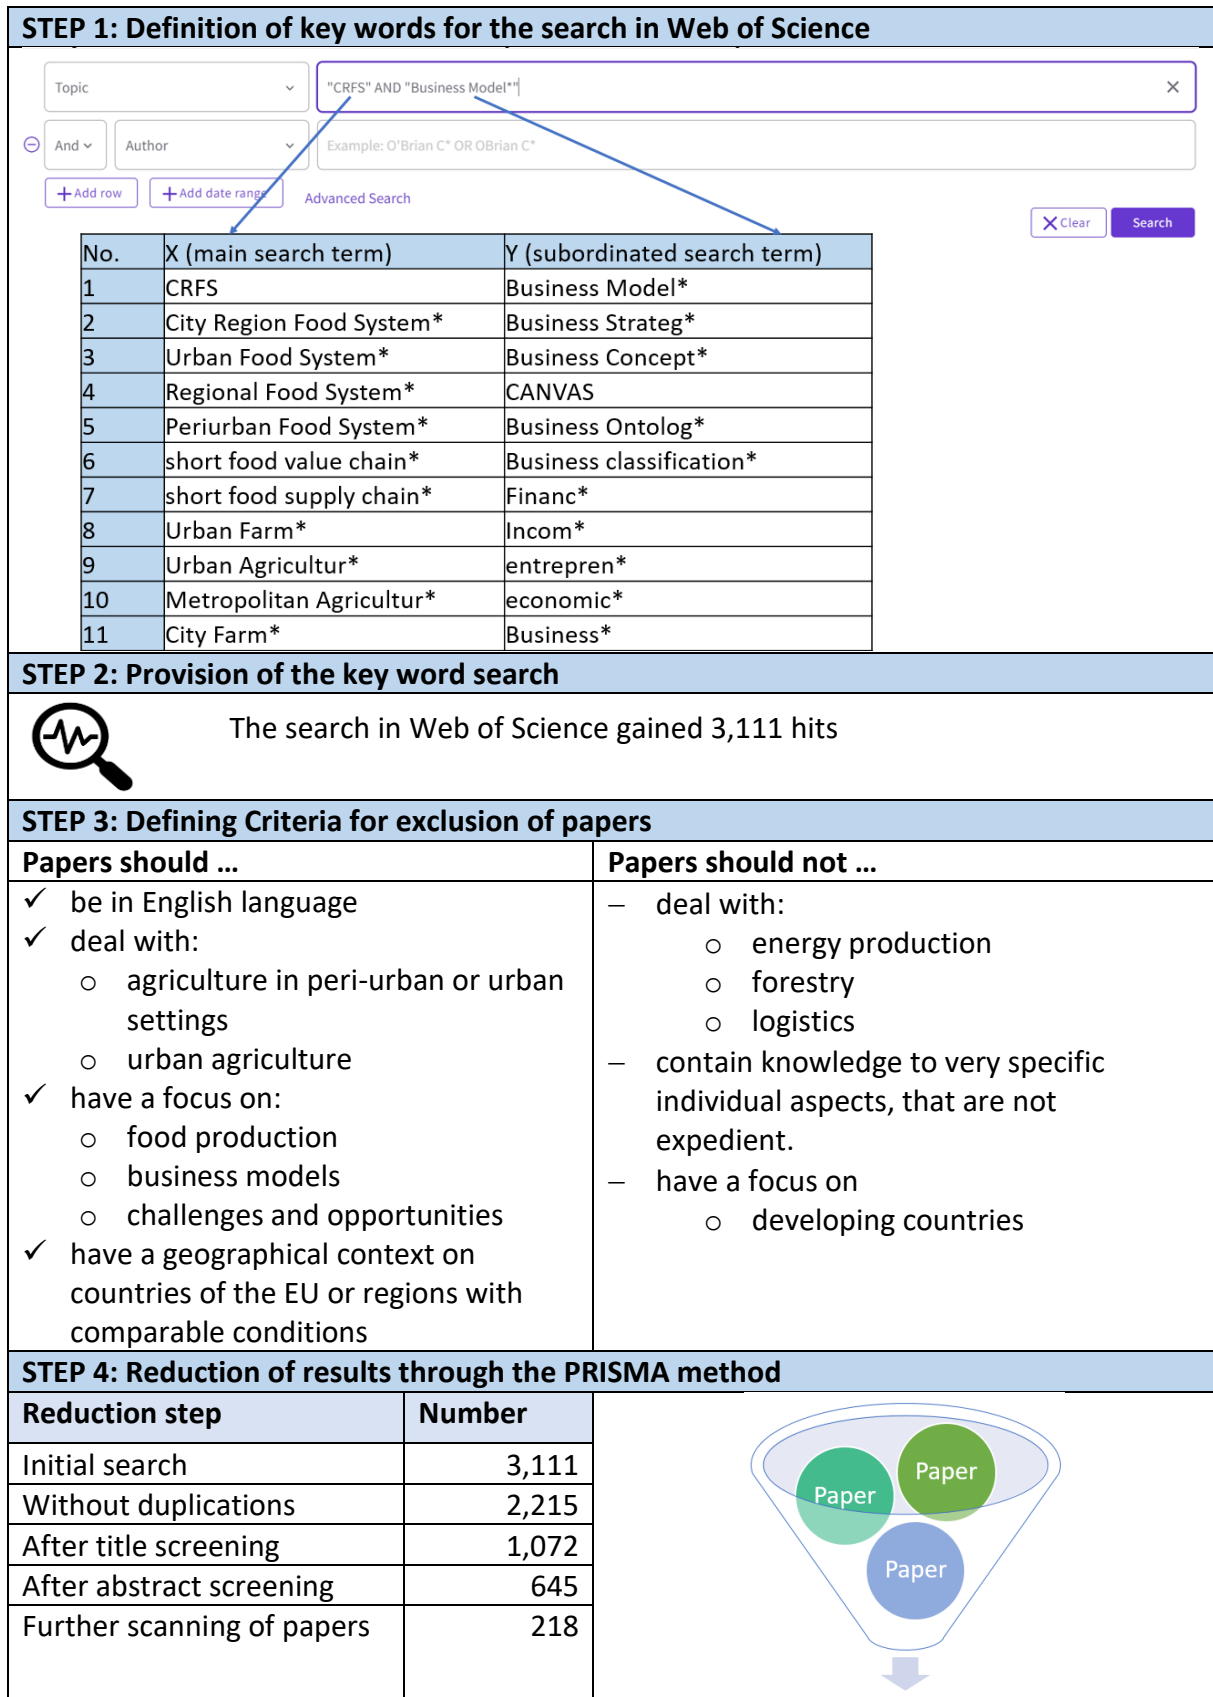 STEP 1: Definition of key words for the search in Web of Science
Topic
"CRFS" AND "Business Model*"
And
Author
Example: O'Brian C* OR OBrian C*
Add row
Add date range
Advanced Search
Clear
Search
No. X (main search term) Y (subordinated search term)
1 CRFS Business Model*
2 City Region Food System* Business Strateg*
3 Urban Food System* Business Concept*
4 Regional Food System* CANVAS
5 Periurban Food System* Business Ontolog*
6 short food value chain* Business classification*
7 short food supply chain* Financ*
8 Urban Farm* Incom*
9 Urban Agricultur* entrepren*
10 Metropolitan Agricultur* economic*
11 City Farm* Business*
STEP 2: Provision of the key word search
The search in Web of Science gained 3,111 hits
STEP 3: Defining Criteria for exclusion of papers
Papers should …
✓ be in English language
✓ deal with:
o agriculture in peri-urban or urban
settings
o urban agriculture
✓ have a focus on:
o food production
o business models
o challenges and opportunities
✓ have a geographical context on
countries of the EU or regions with
comparable conditions
Papers should not …
– deal with:
o energy production
o forestry
o logistics
– contain knowledge to very specific
individual aspects, that are not
expedient.
– have a focus on
o developing countries
STEP 4: Reduction of results through the PRISMA method
Reduction step Number
Initial search 3,111
Without duplications 2,215
After title screening 1,072
After abstract screening 645
Further scanning of papers 218
Paper
Paper
Paper